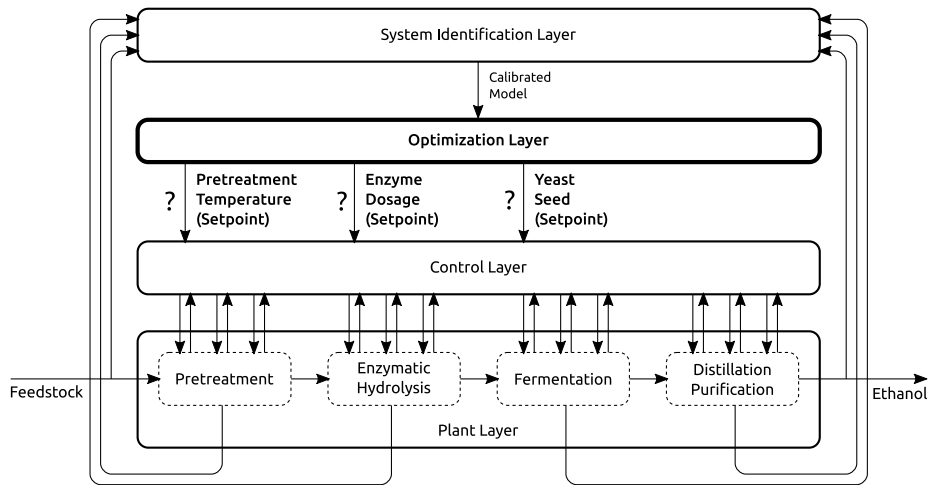 System Identification Layer
Calibrated
Model
Optimization Layer
?
Pretreatment
Temperature
(Setpoint)
?
Enzyme
Dosage
(Setpoint)
?
Yeast
Seed
(Setpoint)
Control Layer
Feedstock
Pretreatment
Enzymatic
Hydrolysis
Fermentation
Distillation
Purification
Ethanol
Plant Layer